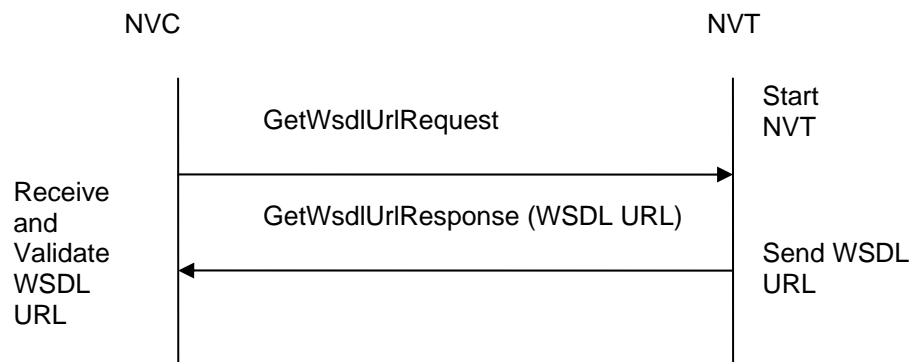 NVC
NVT
Start
NVT
GetWsdlUrlRequest
Receive
and
Validate
WSDL
URL
GetWsdlUrlResponse (WSDL URL)
Send WSDL
URL